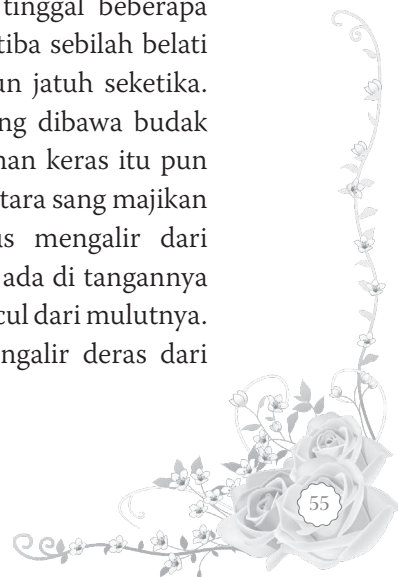 tinggal beberapa
tiba sebilah belati
un jatuh seketika.
ng dibawa budak
nan keras itu pun
tara sang majikan
us mengalir dari
ada di tangannya
cul dari mulutnya.
ngalir deras dari
55